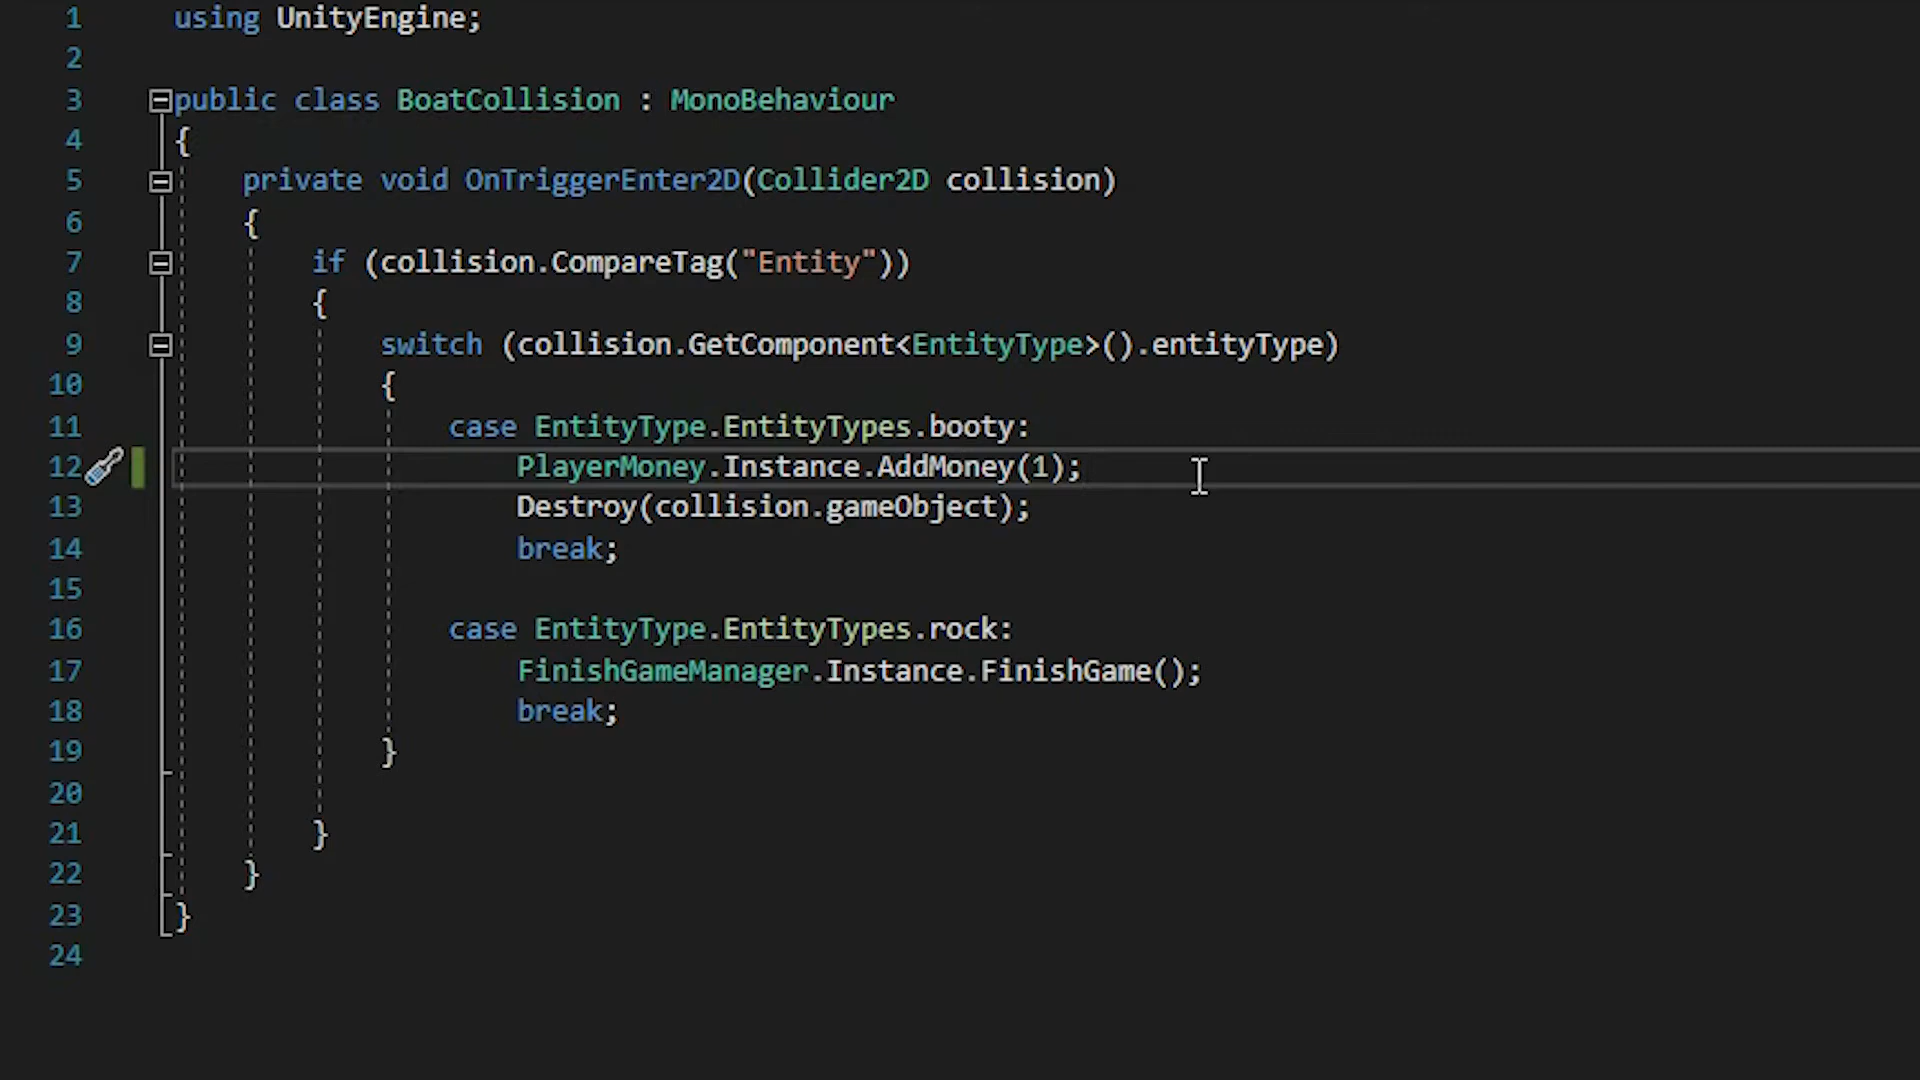 1 using UnityEngine;
2
3 public class BoatCollision : MonoBehaviour
4 {
5 private void OnTriggerEnter2D(Collider2D collision)
6 {
7 if (collision.CompareTag("Entity"))
8 {
9 switch (collision.GetComponent<EntityType>().entityType)
10 {
11 case EntityType.EntityTypes.booty:
12 PlayerMoney.Instance.AddMoney(1);
13 Destroy(collision.gameObject);
14 break;
15
16 case EntityType.EntityTypes.rock:
17 FinishGameManager.Instance.FinishGame();
18 break;
19 }
20
21 }
22 }
23 }
24